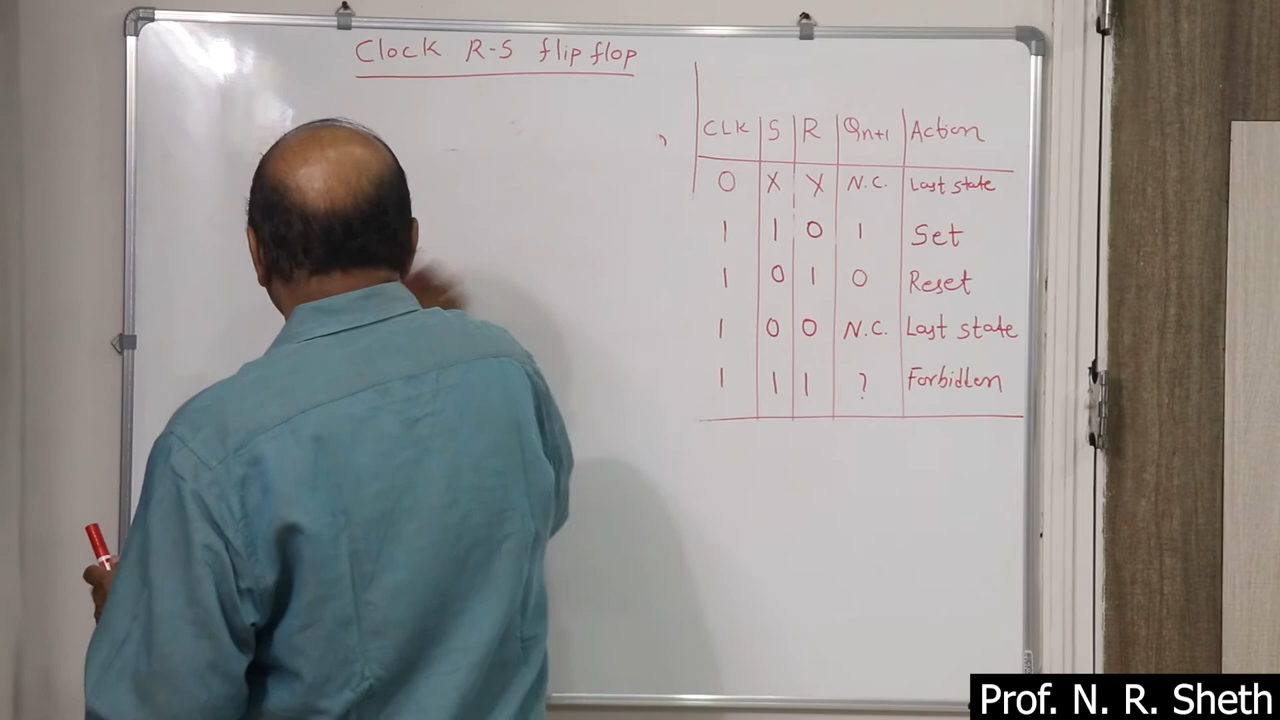 Clock R-S flip flop
CLK S R Qn+1 Action
0 X X N.C. Last state
1 1 0 1 Set
1 0 1 0 Reset
1 0 0 N.C. Last state
1 1 1 ? Forbidden
Prof. N. R. Sheth